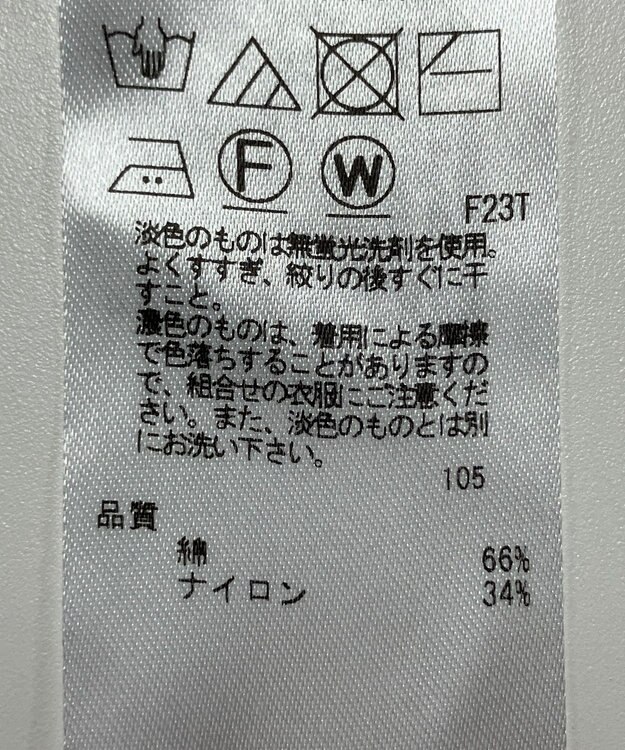 F W
F23T
淡色のものは無蛍光洗剤を使用。
よくすすぎ、絞りの後すぐに干
すこと。
濃色のものは、着用による摩擦
で色落ちすることがありますの
で、組合せの衣服にご注意くだ
さい。また、淡色のものとは別
にお洗い下さい。
105
品質
綿 66%
ナイロン 34%